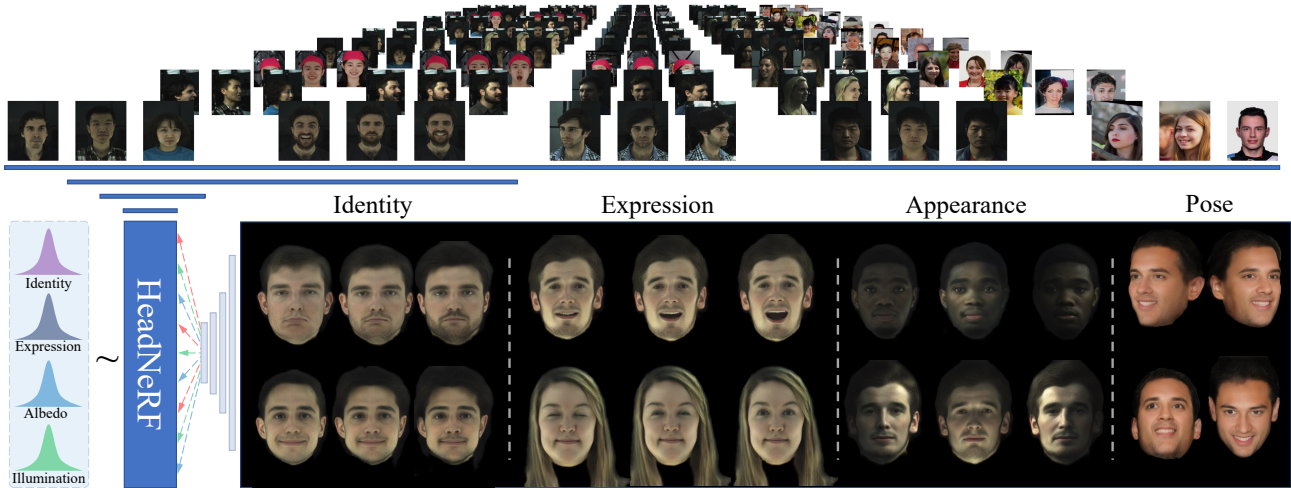 Identity
Expression
Appearance
Pose
Identity
Expression
Albedo
Illumination
~
HeadNeRF